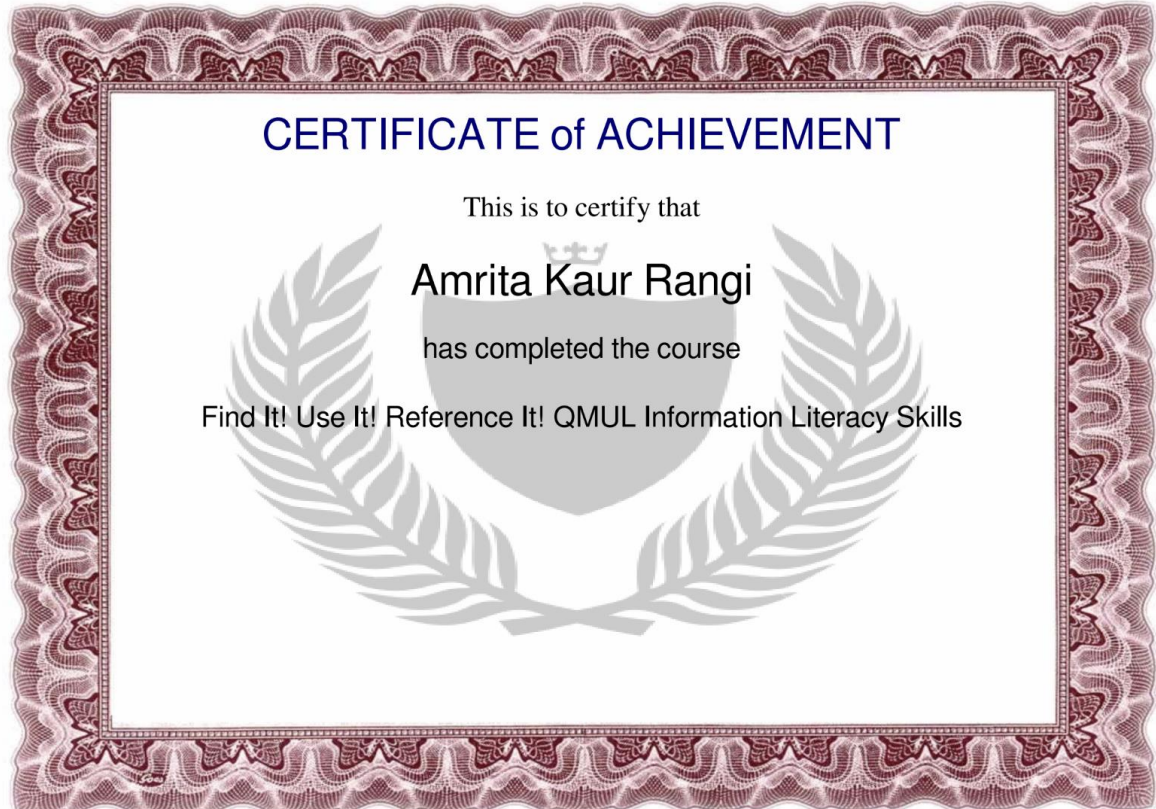 CERTIFICATE of ACHIEVEMENT
This is to certify that
Amrita Kaur Rangi
has completed the course
Find It! Use It! Reference It! QMUL Information Literacy Skills
Goes